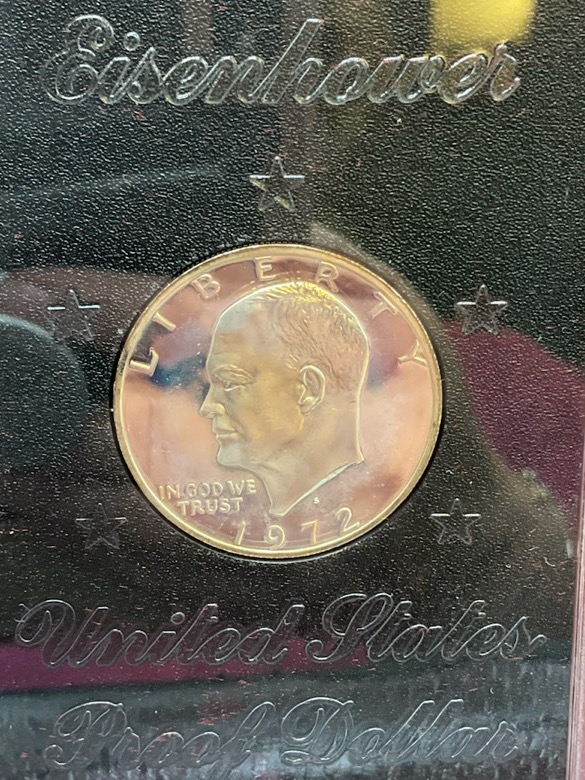 Eisenhower
LIBERTY
IN GOD WE
TRUST
S
1972
United States
Proof Dollar